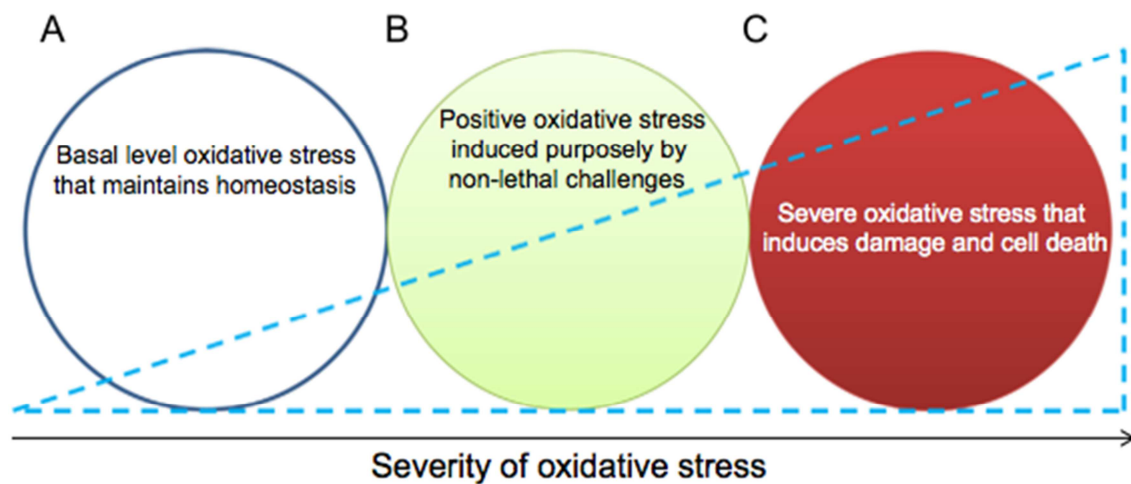 A
B
C
Basal level oxidative stress
that maintains homeostasis
Positive oxidative stress
induced purposely by
non-lethal challenges
Severe oxidative stress that
induces damage and cell death
Severity of oxidative stress